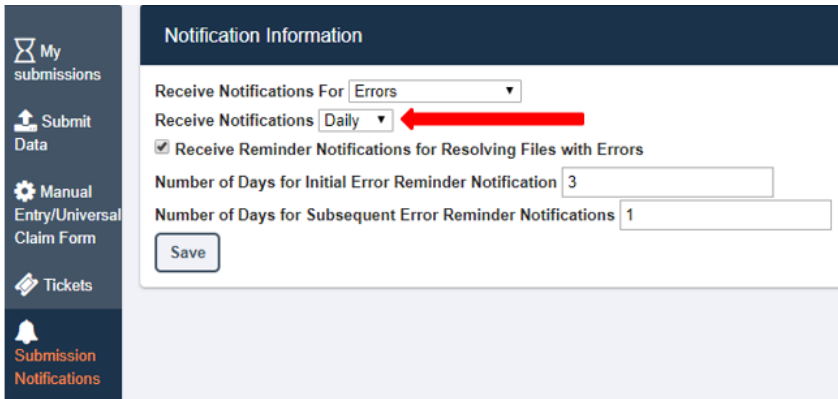 My
submissions
Submit
Data
Manual
Entry/Universal
Claim Form
Tickets
Submission
Notifications
Notification Information
Receive Notifications For Errors
Receive Notifications Daily
Receive Reminder Notifications for Resolving Files with Errors
Number of Days for Initial Error Reminder Notification 3
Number of Days for Subsequent Error Reminder Notifications 1
Save